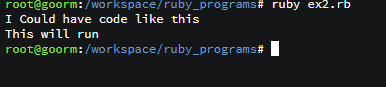 root@goorm:/workspace/ruby_programs# ruby ex2.rb
I Could have code like this
This will run
root@goorm:/workspace/ruby_programs#